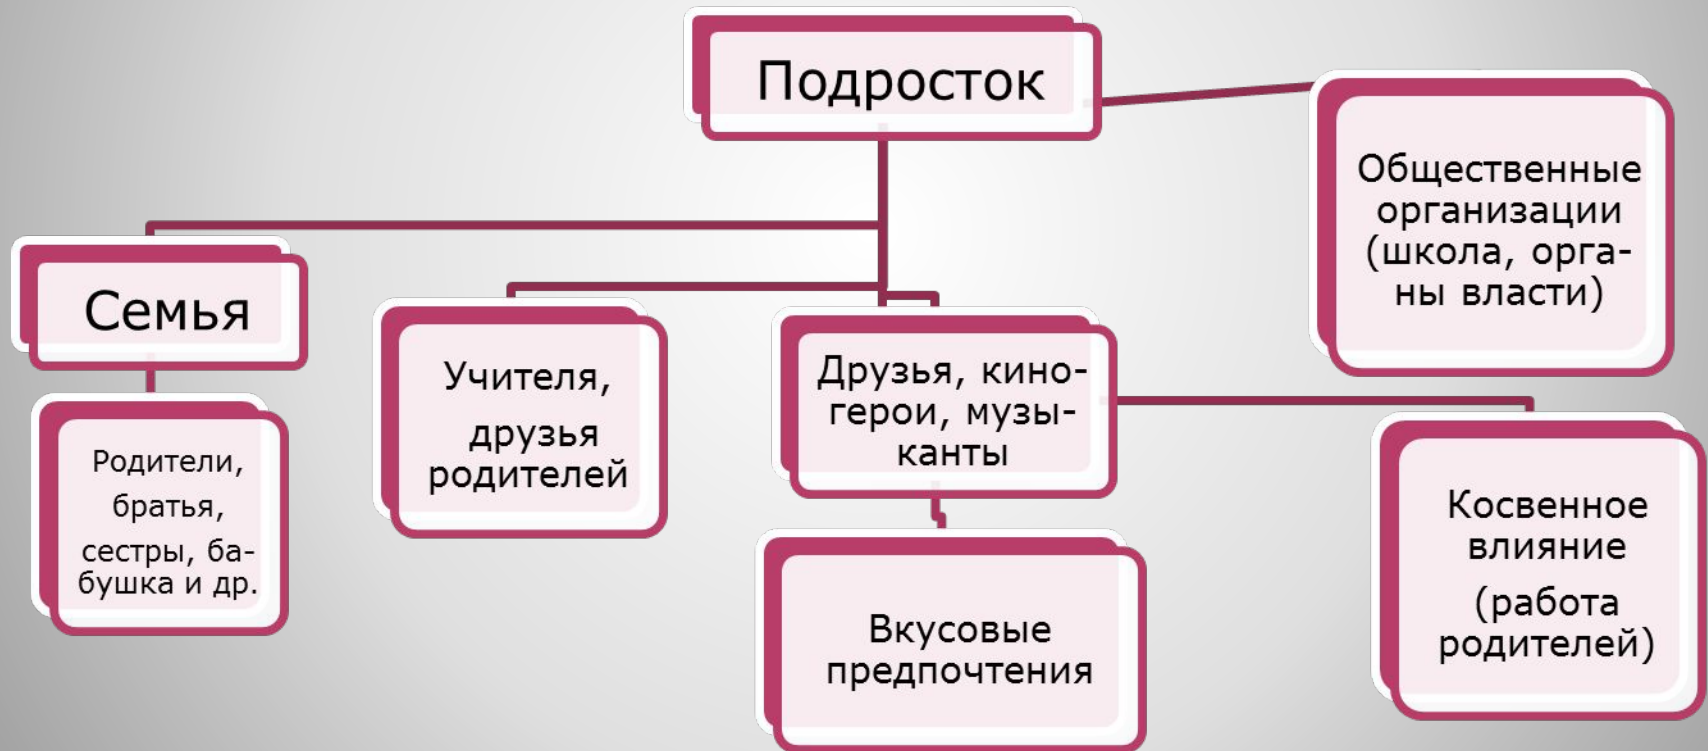 Подросток
Общественные
организации
(школа, орга-
ны власти)
Семья
Учителя,
друзья
родителей
Друзья, кино-
герои, музы-
канты
Родители,
братья,
сестры, ба-
бушка и др.
Косвенное
влияние
(работа
родителей)
Вкусовые
предпочтения